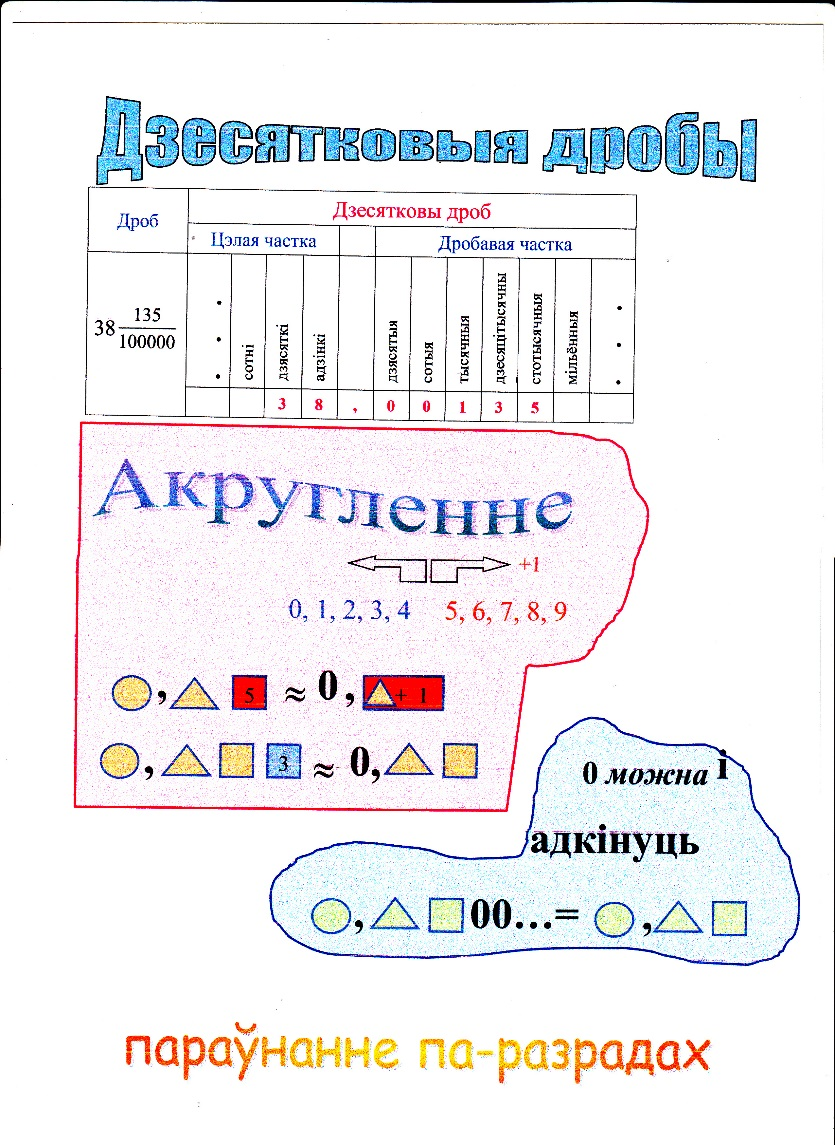 Дзесятковыя дробы
Дроб
Дзесятковы дроб
Цэлая частка
Дробавая частка
38 135/100000
. . .
сотні
дзясяткі
адзінкі
дзясятыя
сотыя
тысячныя
дзесяцітысячны
стотысячныя
мільённыя
. . .
3 8 , 0 0 1 3 5
Акругленне
+1
0, 1, 2, 3, 4 5, 6, 7, 8, 9
, 5 ≈ 0, + 1
, 3 ≈ 0,
0 можна і
адкінуць
, 00...= ,
параўнанне па-разрадах